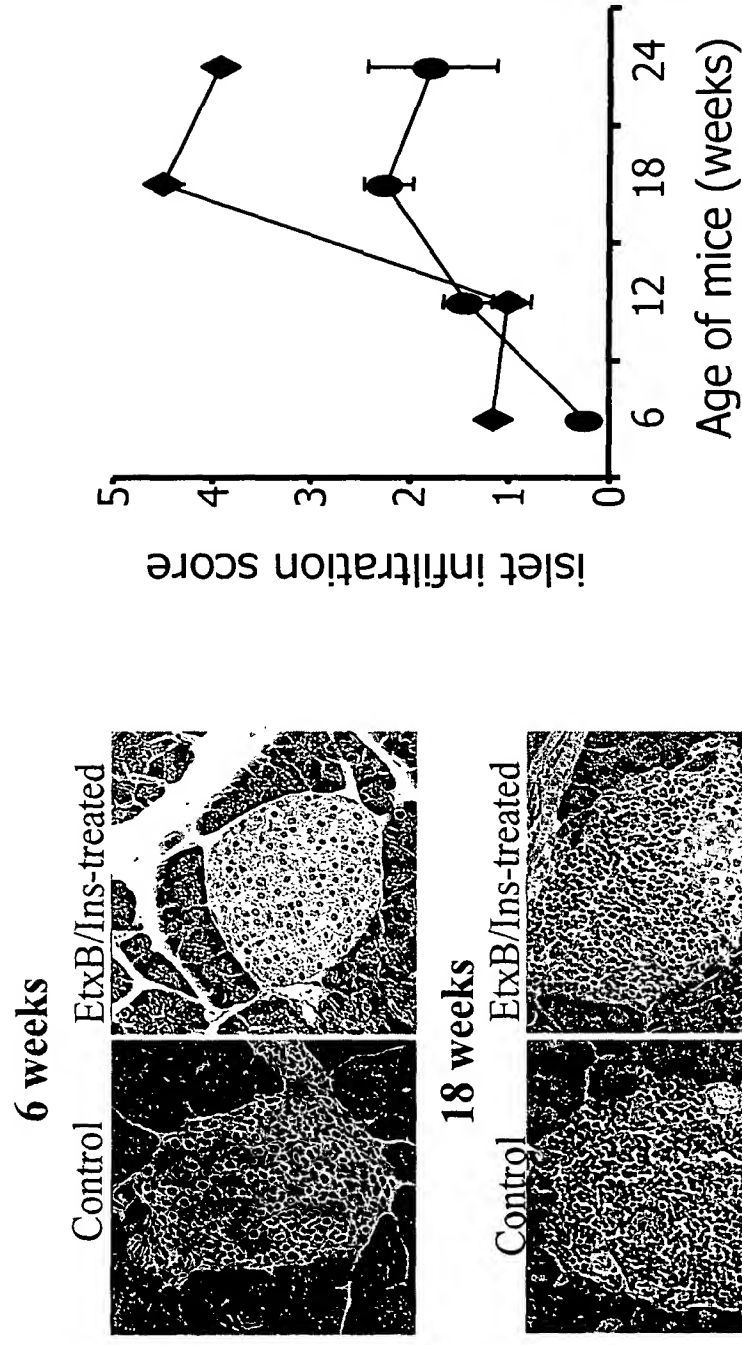 6 weeks
Control EtxB/Ins-treated
18 weeks
Control EtxB/Ins-treated
islet infiltration score
5
4
3
2
1
0
6 12 18 24
Age of mice (weeks)